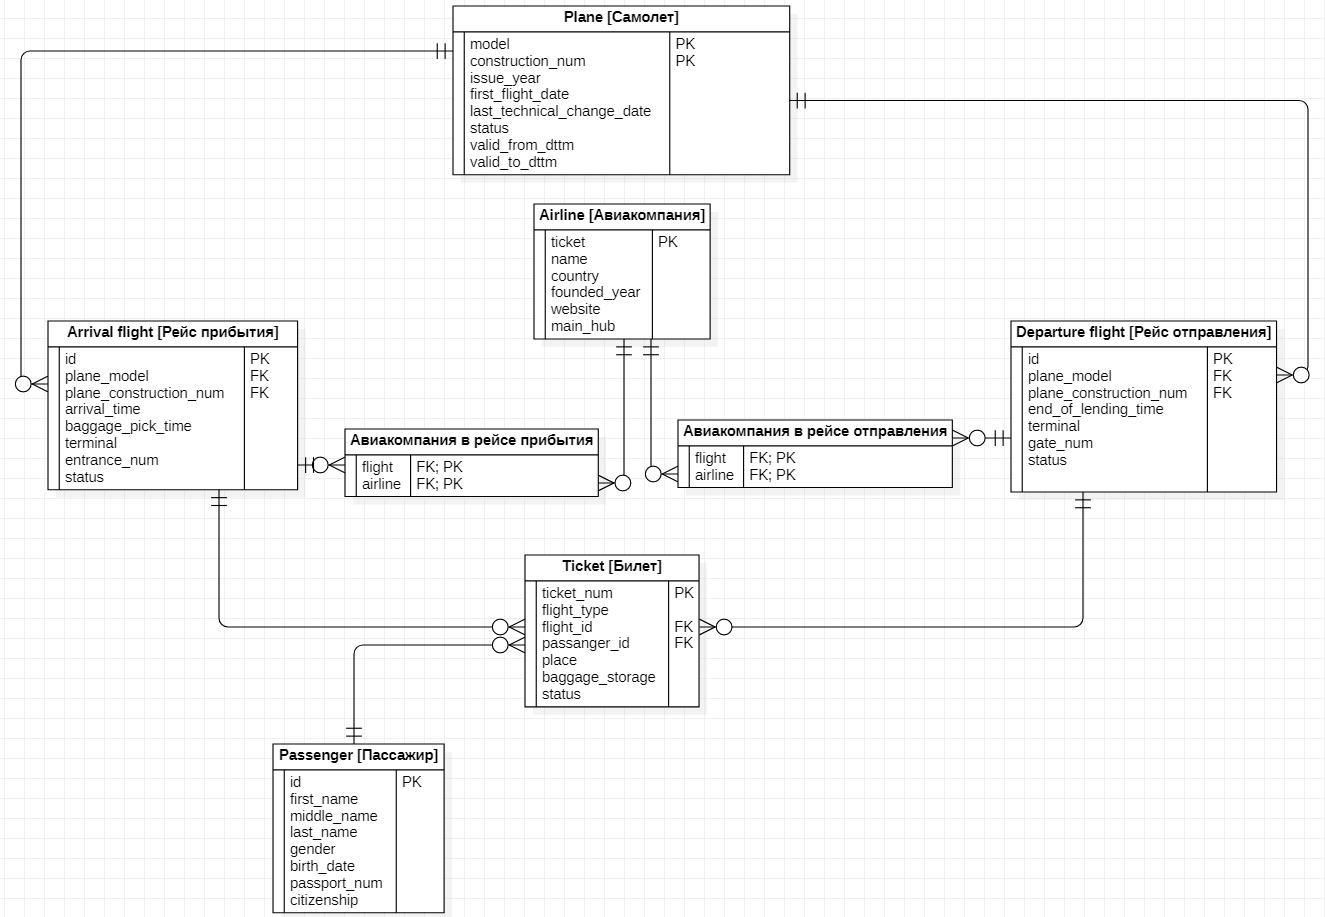 Plane [Самолет]
model PK
construction_num PK
issue_year
first_flight_date
last_technical_change_date
status
valid_from_dttm
valid_to_dttm
Airline [Авиакомпания]
ticket PK
name
country
founded_year
website
main_hub
Arrival flight [Рейс прибытия]
id PK
plane_model FK
plane_construction_num FK
arrival_time
baggage_pick_time
terminal
entrance_num
status
Departure flight [Рейс отправления]
id PK
plane_model FK
plane_construction_num FK
end_of_lending_time
terminal
gate_num
status
Авиакомпания в рейсе прибытия
flight FK; PK
airline FK; PK
Авиакомпания в рейсе отправления
flight FK; PK
airline FK; PK
Ticket [Билет]
ticket_num PK
flight_type
flight_id FK
passanger_id FK
place
baggage_storage
status
Passenger [Пассажир]
id PK
first_name
middle_name
last_name
gender
birth_date
passport_num
citizenship